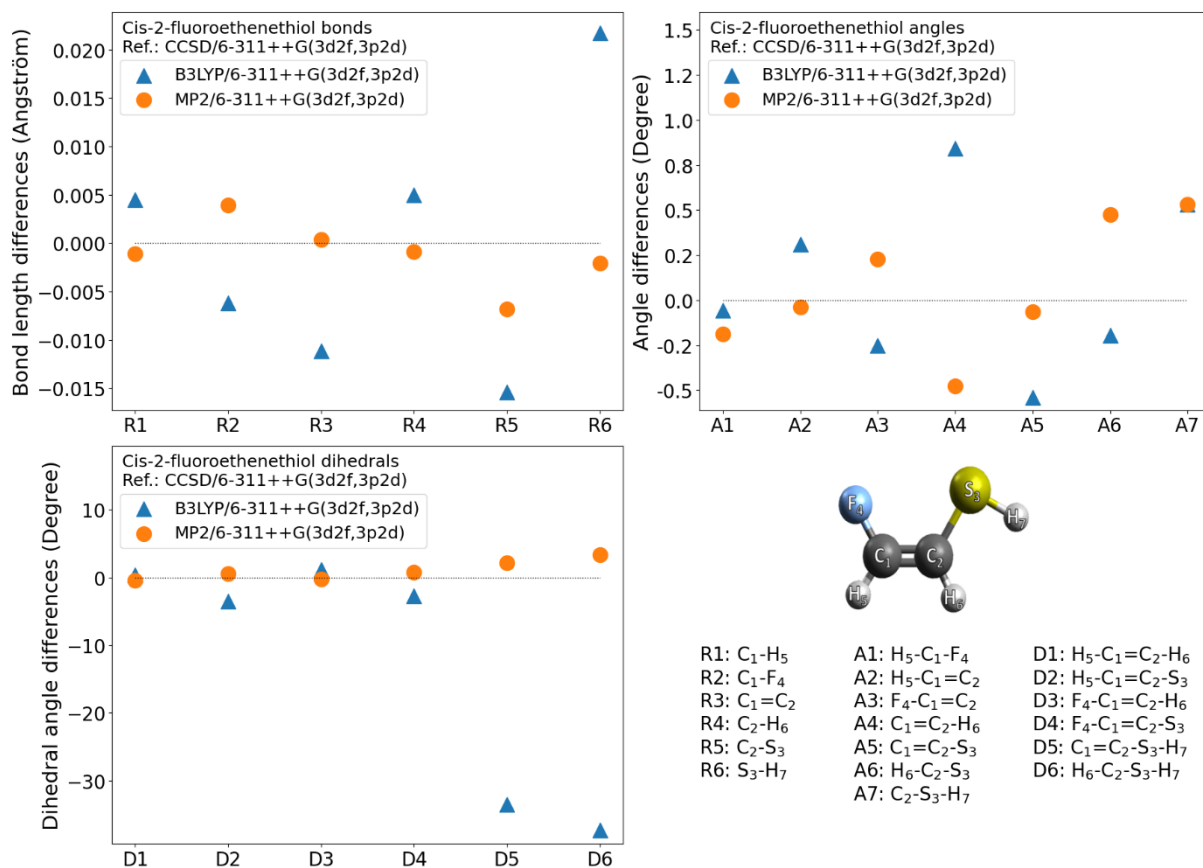 Cis-2-fluoroethenethiol bonds
Ref.: CCSD/6-311++G(3d2f,3p2d)
B3LYP/6-311++G(3d2f,3p2d)
MP2/6-311++G(3d2f,3p2d)
Bond length differences (Angström)
0.020
0.015
0.010
0.005
0.000
−0.005
−0.010
−0.015
R1 R2 R3 R4 R5 R6
Cis-2-fluoroethenethiol angles
Ref.: CCSD/6-311++G(3d2f,3p2d)
B3LYP/6-311++G(3d2f,3p2d)
MP2/6-311++G(3d2f,3p2d)
Angle differences (Degree)
1.5
1.2
1.0
0.8
0.5
0.2
0.0
-0.2
-0.5
A1 A2 A3 A4 A5 A6 A7
Cis-2-fluoroethenethiol dihedrals
Ref.: CCSD/6-311++G(3d2f,3p2d)
B3LYP/6-311++G(3d2f,3p2d)
MP2/6-311++G(3d2f,3p2d)
Dihedral angle differences (Degree)
10
0
−10
−20
−30
D1 D2 D3 D4 D5 D6
F₄ S₃
H₇
C₁ C₂
H₅ H₆
R1: C₁-H₅ A1: H₅-C₁-F₄ D1: H₅-C₁=C₂-H₆
R2: C₁-F₄ A2: H₅-C₁=C₂ D2: H₅-C₁=C₂-S₃
R3: C₁=C₂ A3: F₄-C₁=C₂ D3: F₄-C₁=C₂-H₆
R4: C₂-H₆ A4: C₁=C₂-H₆ D4: F₄-C₁=C₂-S₃
R5: C₂-S₃ A5: C₁=C₂-S₃ D5: C₁=C₂-S₃-H₇
R6: S₃-H₇ A6: H₆-C₂-S₃ D6: H₆-C₂-S₃-H₇
A7: C₂-S₃-H₇